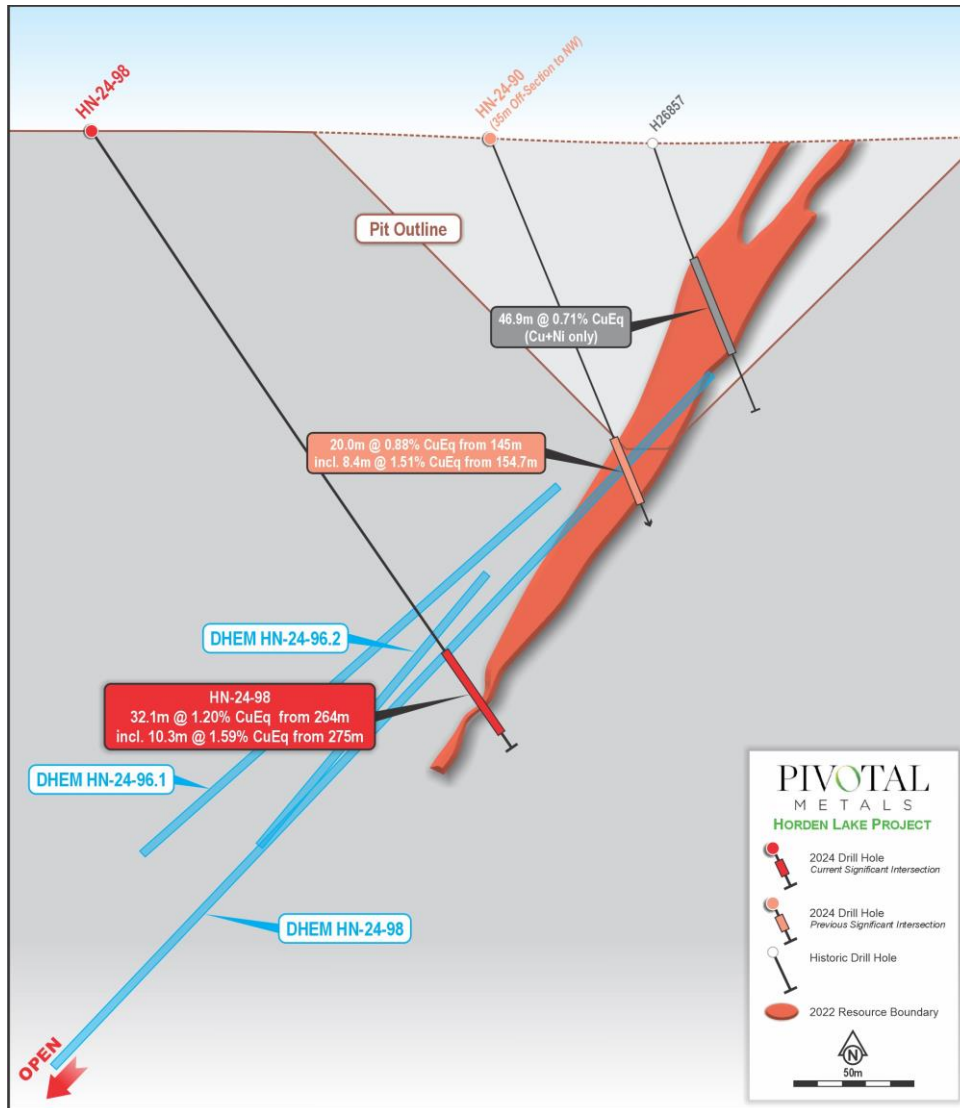 HN-24-98
HN-24-90
(35m Off-Section to NW)
H26857
Pit Outline
46.9m @ 0.71% CuEq
(Cu+Ni only)
20.0m @ 0.88% CuEq from 145m
incl. 8.4m @ 1.51% CuEq from 154.7m
DHEM HN-24-96.2
HN-24-98
32.1m @ 1.20% CuEq from 264m
incl. 10.3m @ 1.59% CuEq from 275m
DHEM HN-24-96.1
DHEM HN-24-98
OPEN
PIVOTAL
METALS
HORDEN LAKE PROJECT
2024 Drill Hole
Current Significant Intersection
2024 Drill Hole
Previous Significant Intersection
Historic Drill Hole
2022 Resource Boundary
N
50m